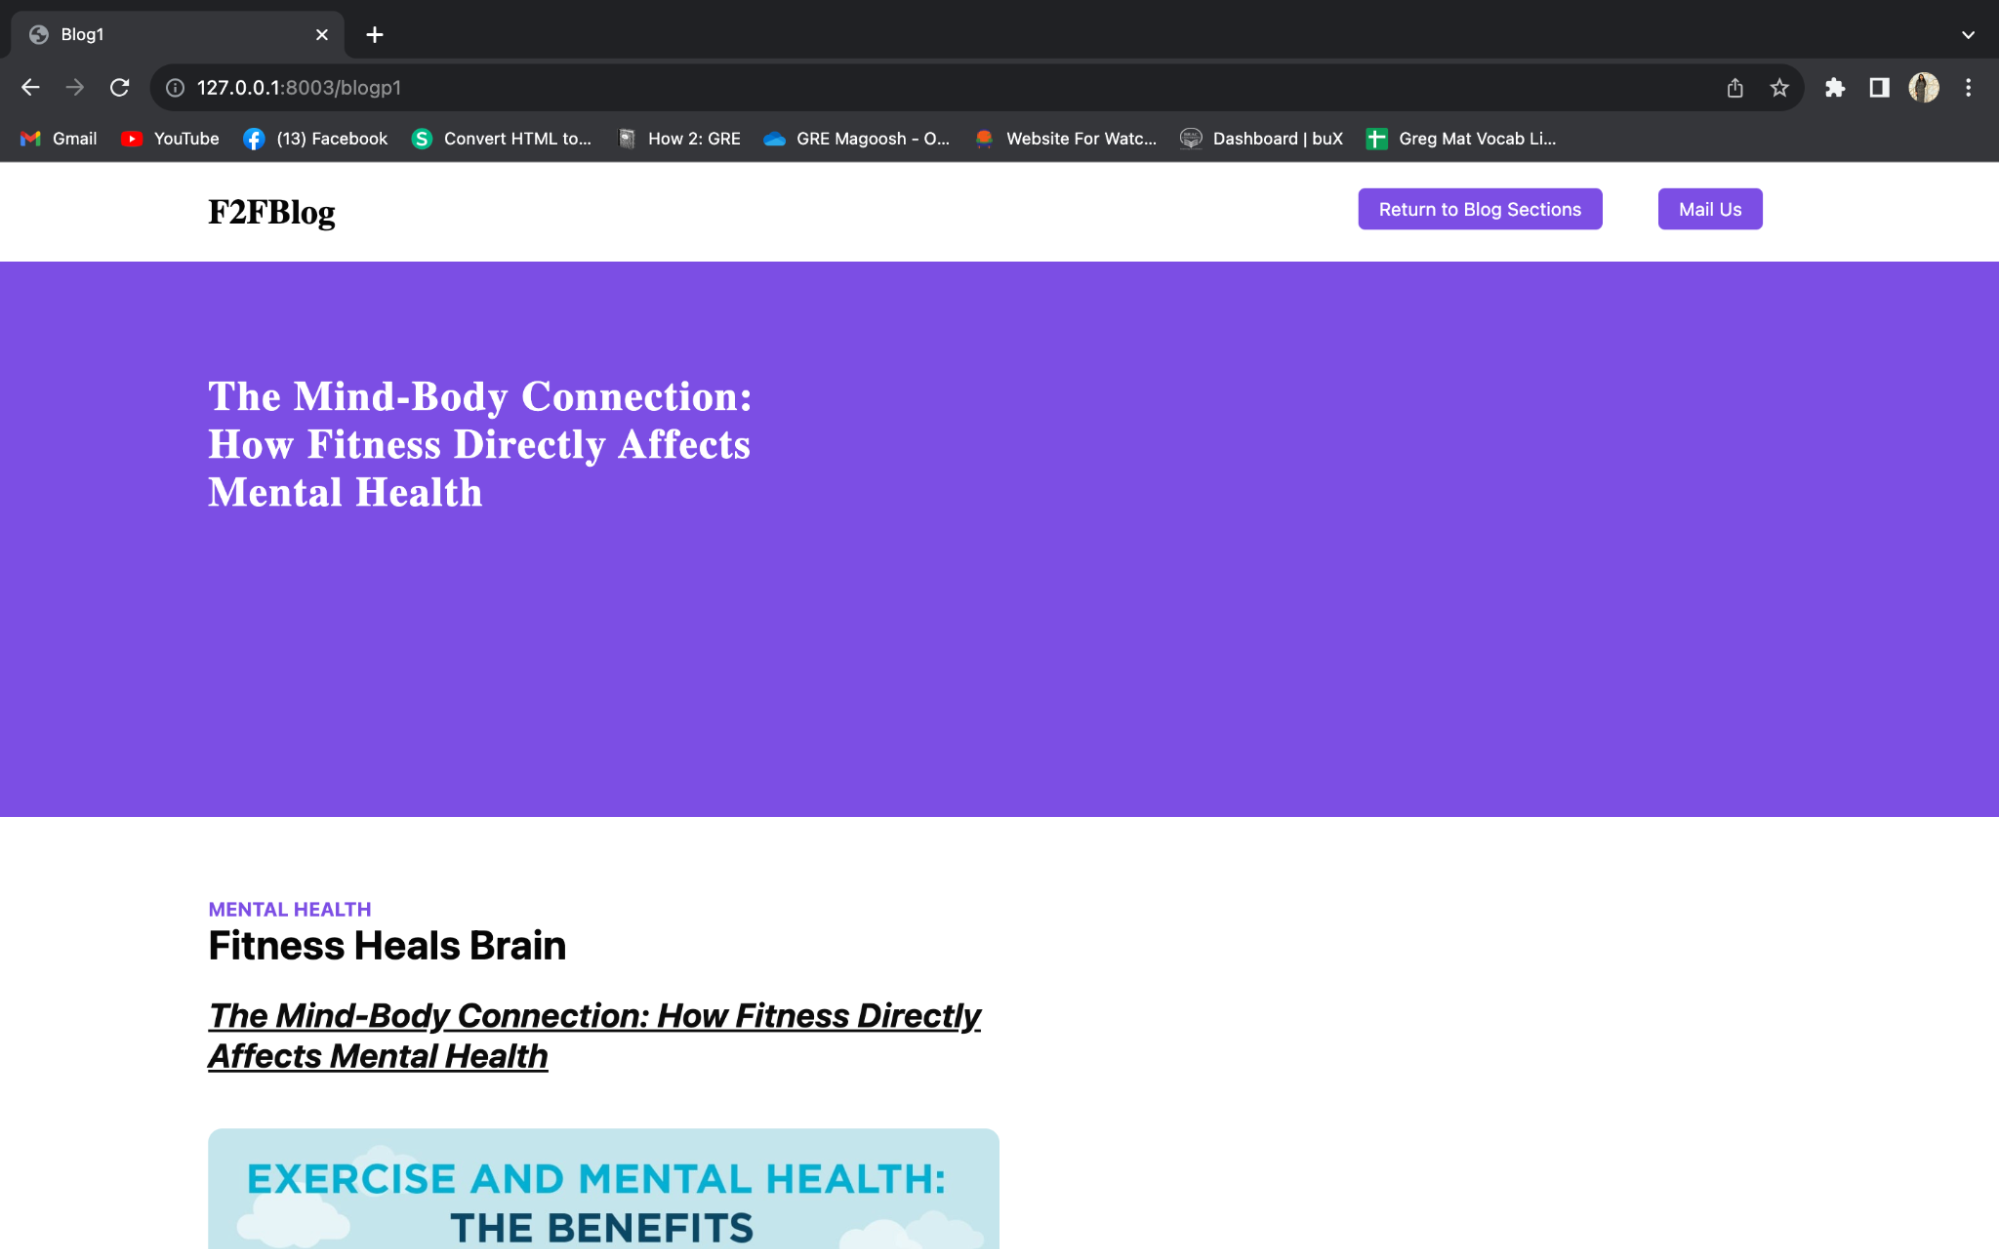 Blog1
127.0.0.1:8003/blogp1
Gmail YouTube (13) Facebook Convert HTML to... How 2: GRE GRE Magoosh - O... Website For Watc... Dashboard | buX Greg Mat Vocab Li...
F2FBlog Return to Blog Sections Mail Us
The Mind-Body Connection:
How Fitness Directly Affects
Mental Health
MENTAL HEALTH
Fitness Heals Brain
The Mind-Body Connection: How Fitness Directly
Affects Mental Health
EXERCISE AND MENTAL HEALTH:
THE BENEFITS